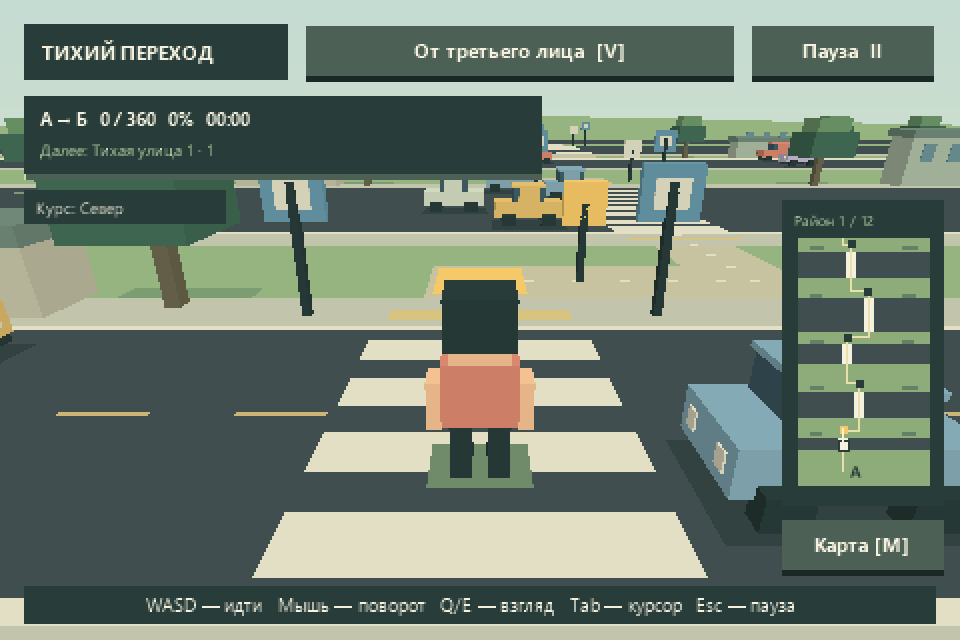 ТИХИЙ ПЕРЕХОД
От третьего лица [V]
Пауза II
А — Б 0 / 360 0% 00:00
Далее: Тихая улица 1 · 1
Курс: Север
Район 1 / 12
А
Карта [M]
WASD — идти Мышь — поворот Q/E — взгляд Tab — курсор Esc — пауза